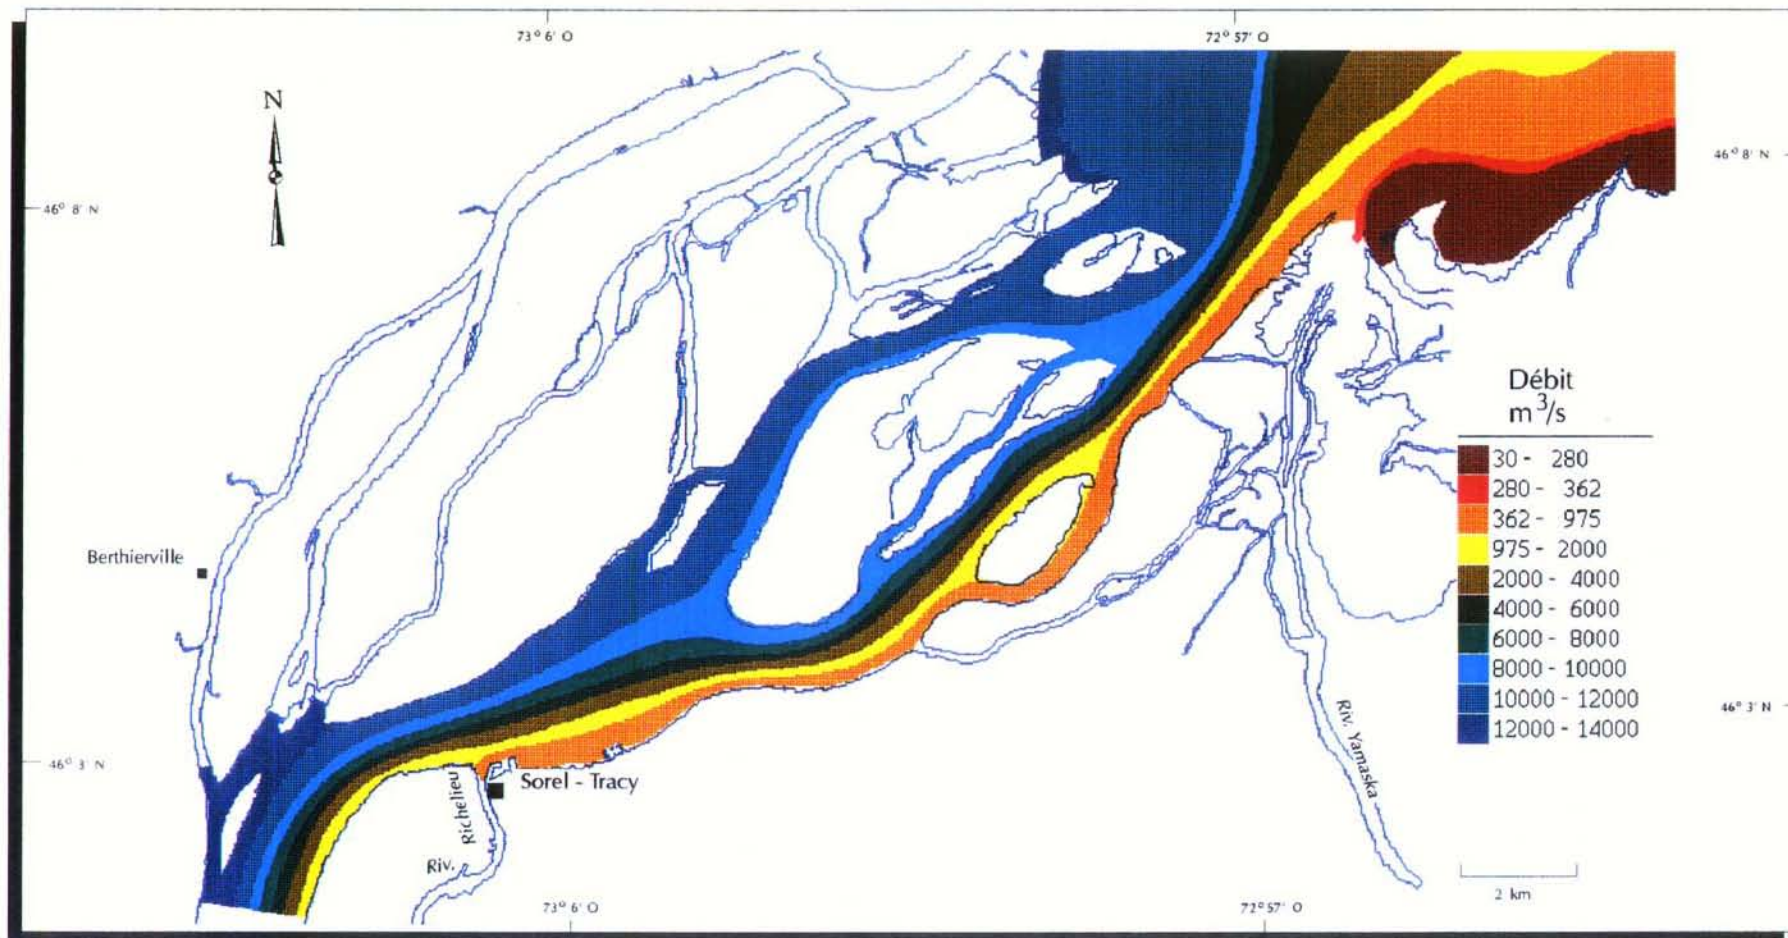 73° 6' O
72° 57' O
N
46° 8' N
46° 8' N
Débit
m³/s
30 - 280
280 - 362
362 - 975
975 - 2000
2000 - 4000
4000 - 6000
6000 - 8000
8000 - 10000
10000 - 12000
12000 - 14000
Berthierville
46° 3' N
46° 3' N
Sorel - Tracy
Riv. Richelieu
Riv. Yamaska
2 km
73° 6' O
72° 57' O